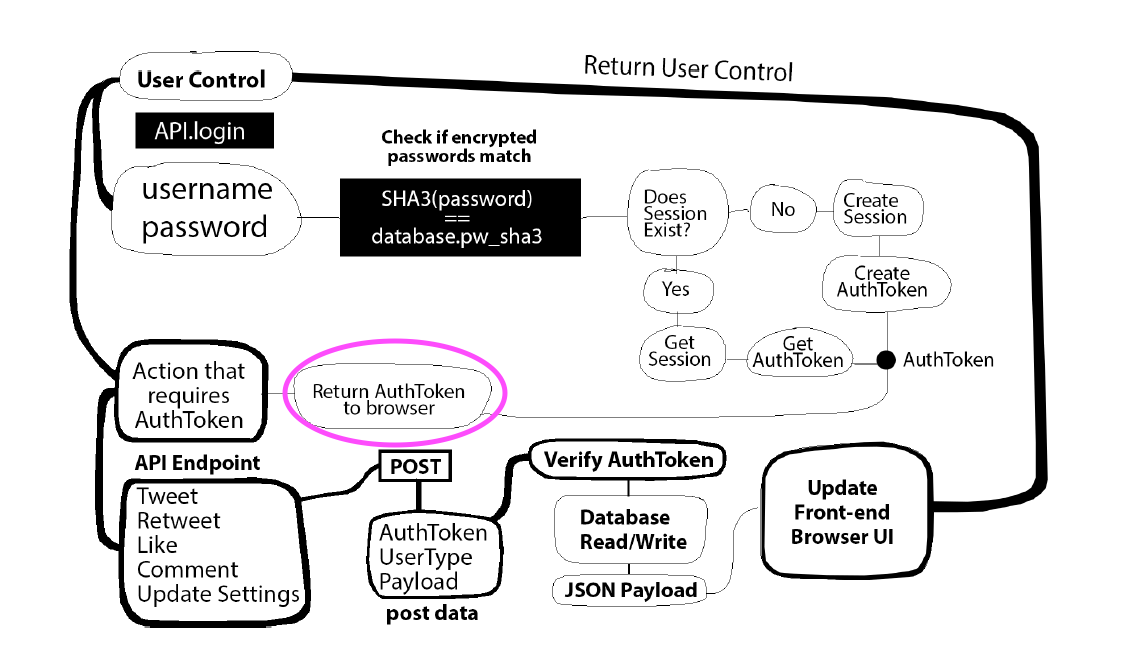 Return User Control
User Control
API.login
username
password
Check if encrypted
passwords match
SHA3(password)
==
database.pw_sha3
Does
Session
Exist?
No
Create
Session
Create
AuthToken
Yes
Get
Session
Get
AuthToken
AuthToken
Action that
requires
AuthToken
Return AuthToken
to browser
API Endpoint
Tweet
Retweet
Like
Comment
Update Settings
POST
AuthToken
UserType
Payload
post data
Verify AuthToken
Database
Read/Write
JSON Payload
Update
Front-end
Browser UI